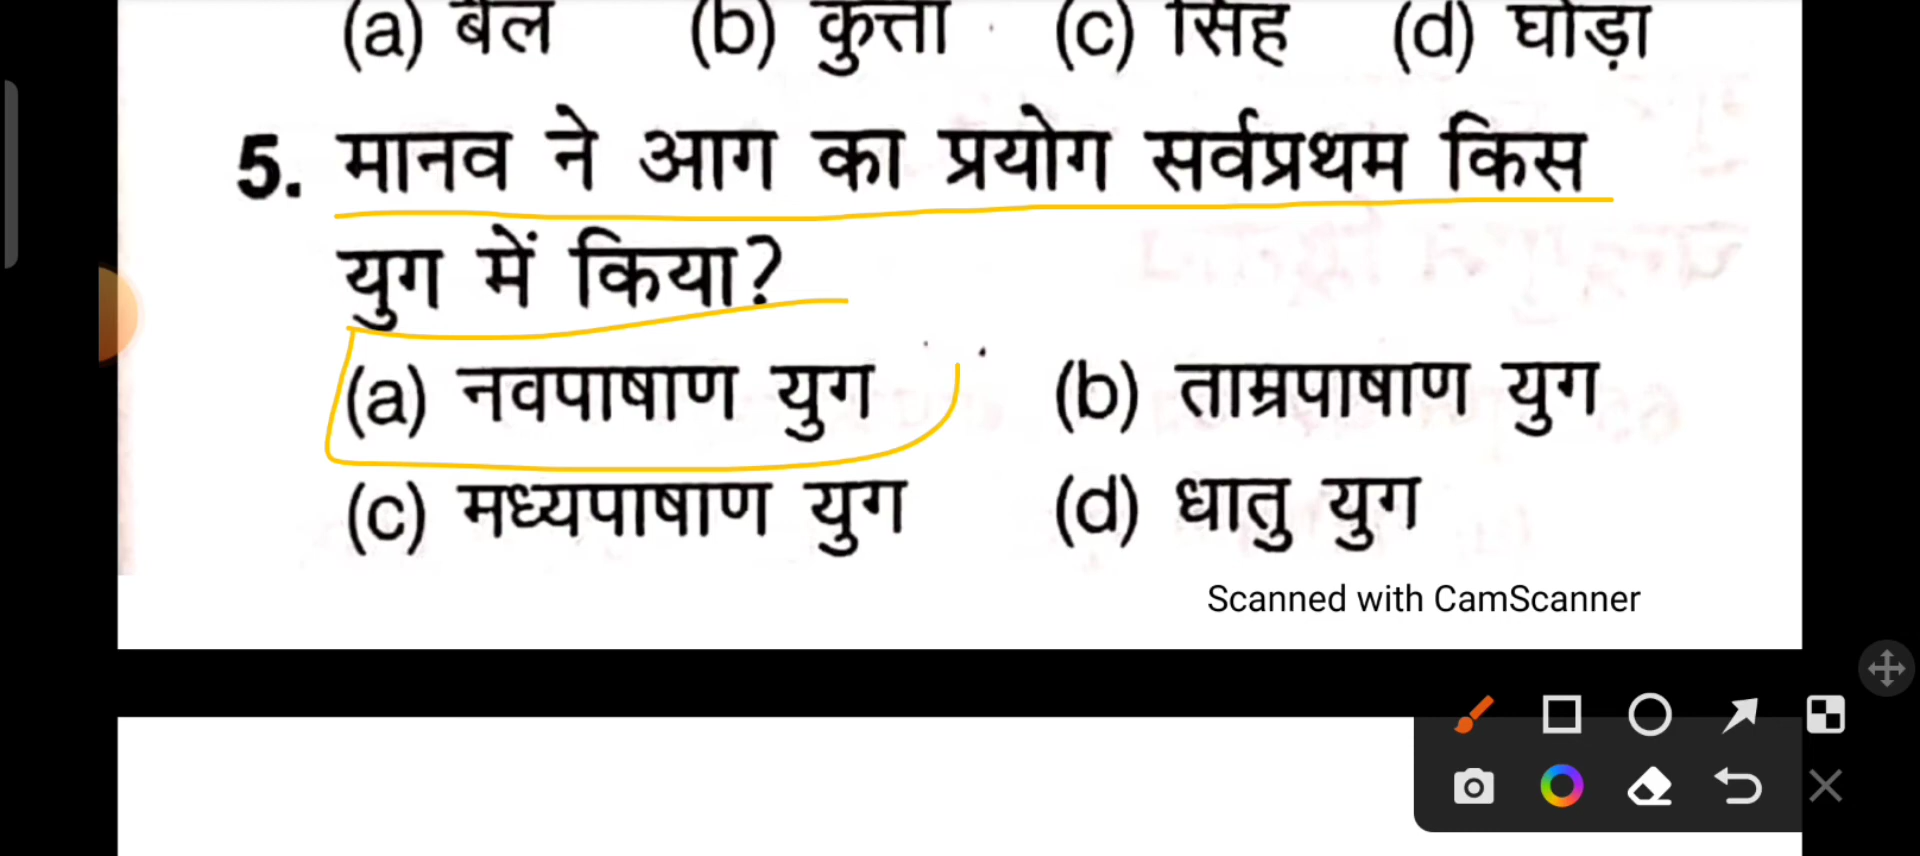 (a) बैल (b) कुत्ता (c) सिंह (d) घोड़ा
5. मानव ने आग का प्रयोग सर्वप्रथम किस
युग में किया?
(a) नवपाषाण युग (b) ताम्रपाषाण युग
(c) मध्यपाषाण युग (d) धातु युग
Scanned with CamScanner